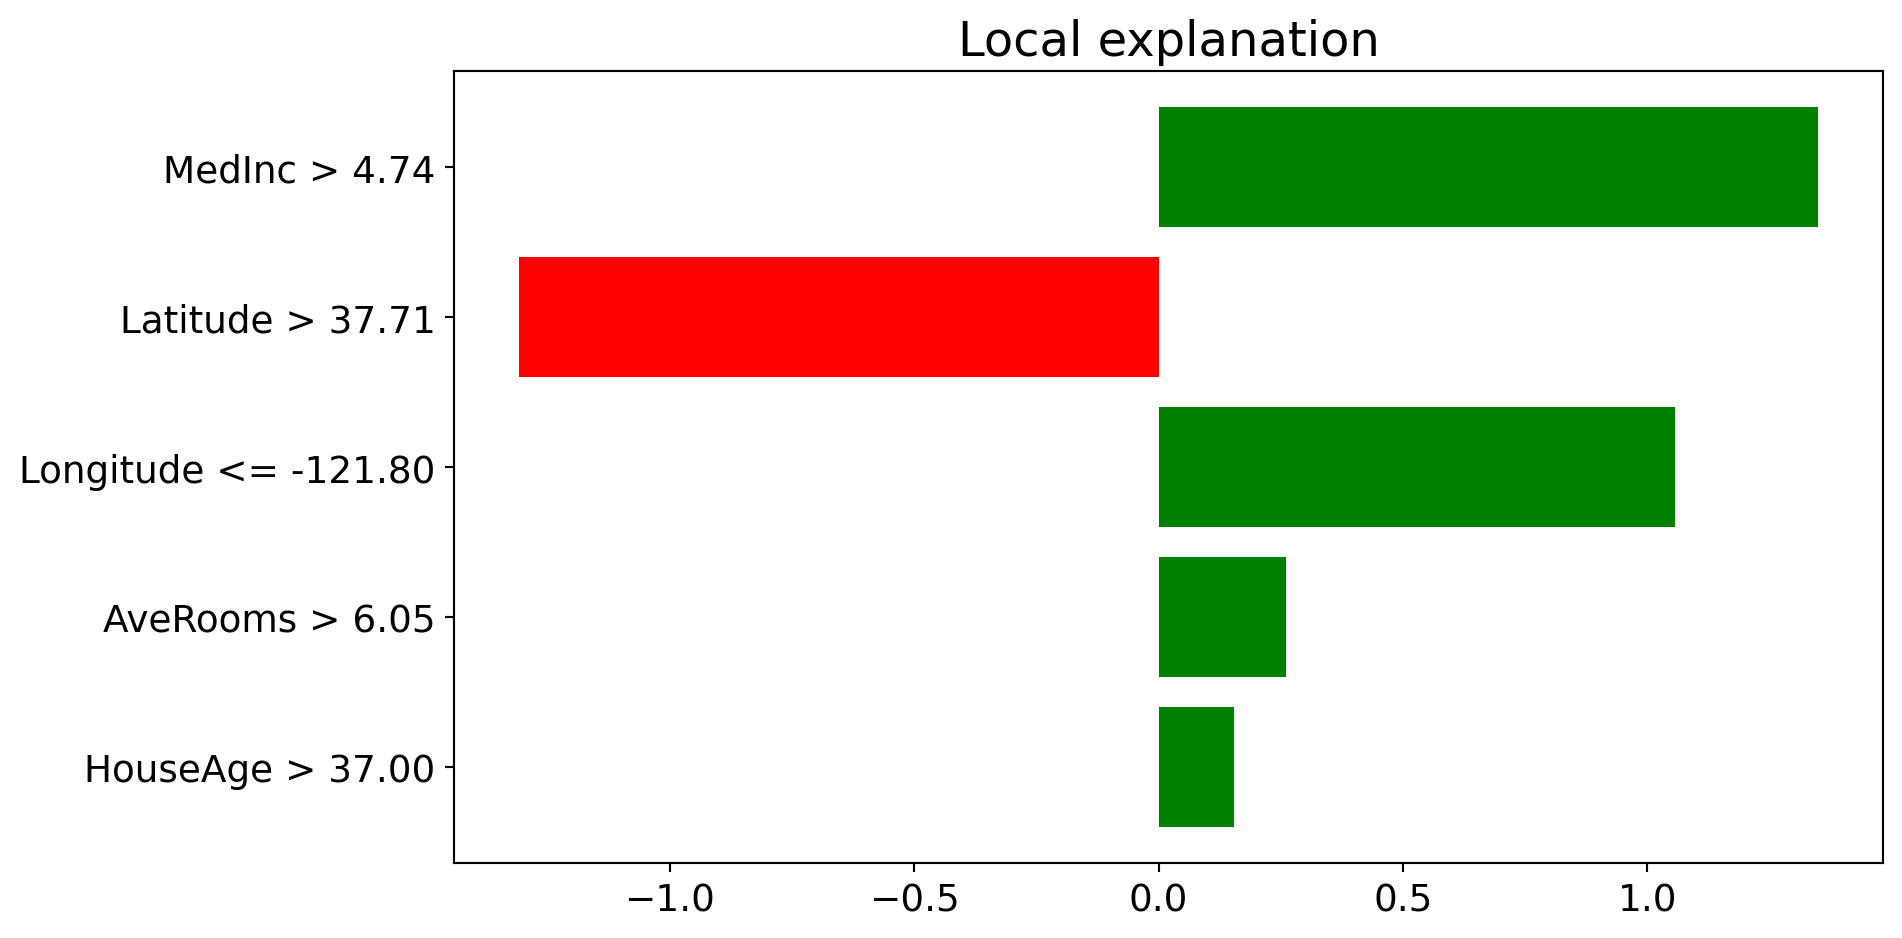 Local explanation
MedInc > 4.74
Latitude > 37.71
Longitude <= -121.80
AveRooms > 6.05
HouseAge > 37.00
−1.0 −0.5 0.0 0.5 1.0